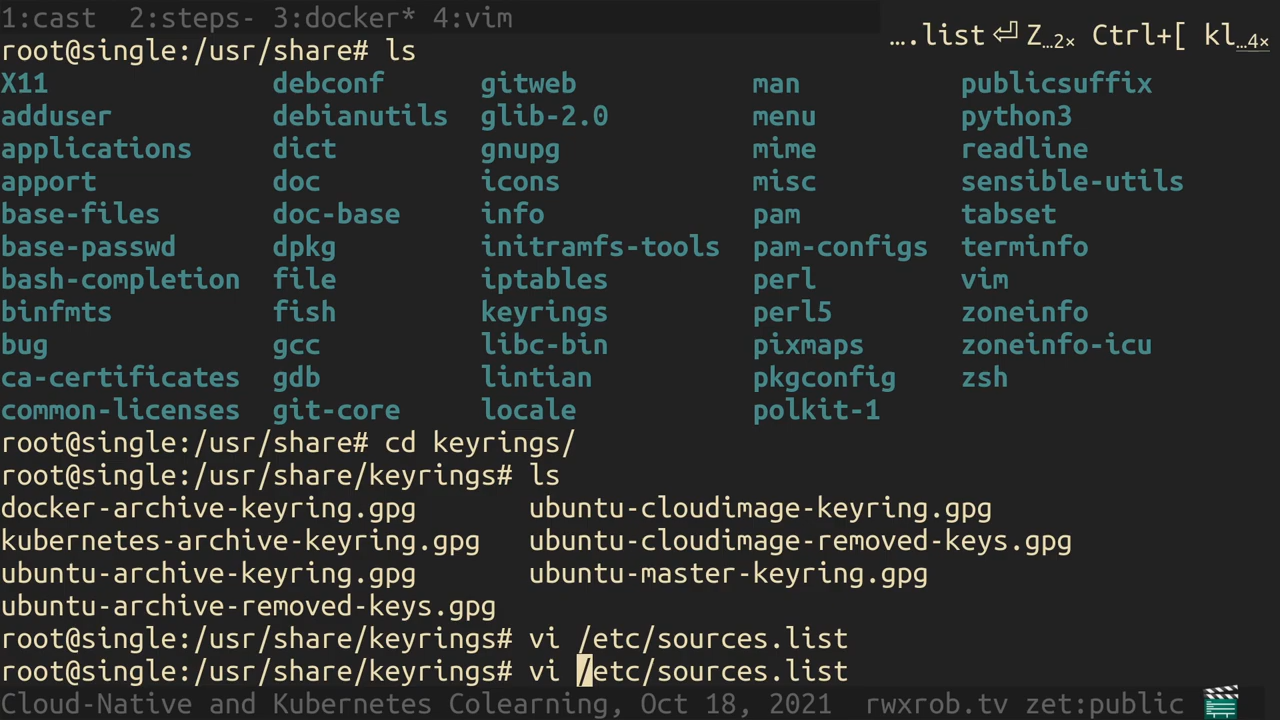 1:cast 2:steps- 3:docker* 4:vim
root@single:/usr/share# ls
….list⏎ Z…2× Ctrl+[ kl…4×
X11 debconf gitweb man publicsuffix
adduser debianutils glib-2.0 menu python3
applications dict gnupg mime readline
apport doc icons misc sensible-utils
base-files doc-base info pam tabset
base-passwd dpkg initramfs-tools pam-configs terminfo
bash-completion file iptables perl vim
binfmts fish keyrings perl5 zoneinfo
bug gcc libc-bin pixmaps zoneinfo-icu
ca-certificates gdb lintian pkgconfig zsh
common-licenses git-core locale polkit-1
root@single:/usr/share# cd keyrings/
root@single:/usr/share/keyrings# ls
docker-archive-keyring.gpg ubuntu-cloudimage-keyring.gpg
kubernetes-archive-keyring.gpg ubuntu-cloudimage-removed-keys.gpg
ubuntu-archive-keyring.gpg ubuntu-master-keyring.gpg
ubuntu-archive-removed-keys.gpg
root@single:/usr/share/keyrings# vi /etc/sources.list
root@single:/usr/share/keyrings# vi /etc/sources.list
Cloud-Native and Kubernetes Colearning, Oct 18, 2021 rwxrob.tv zet:public